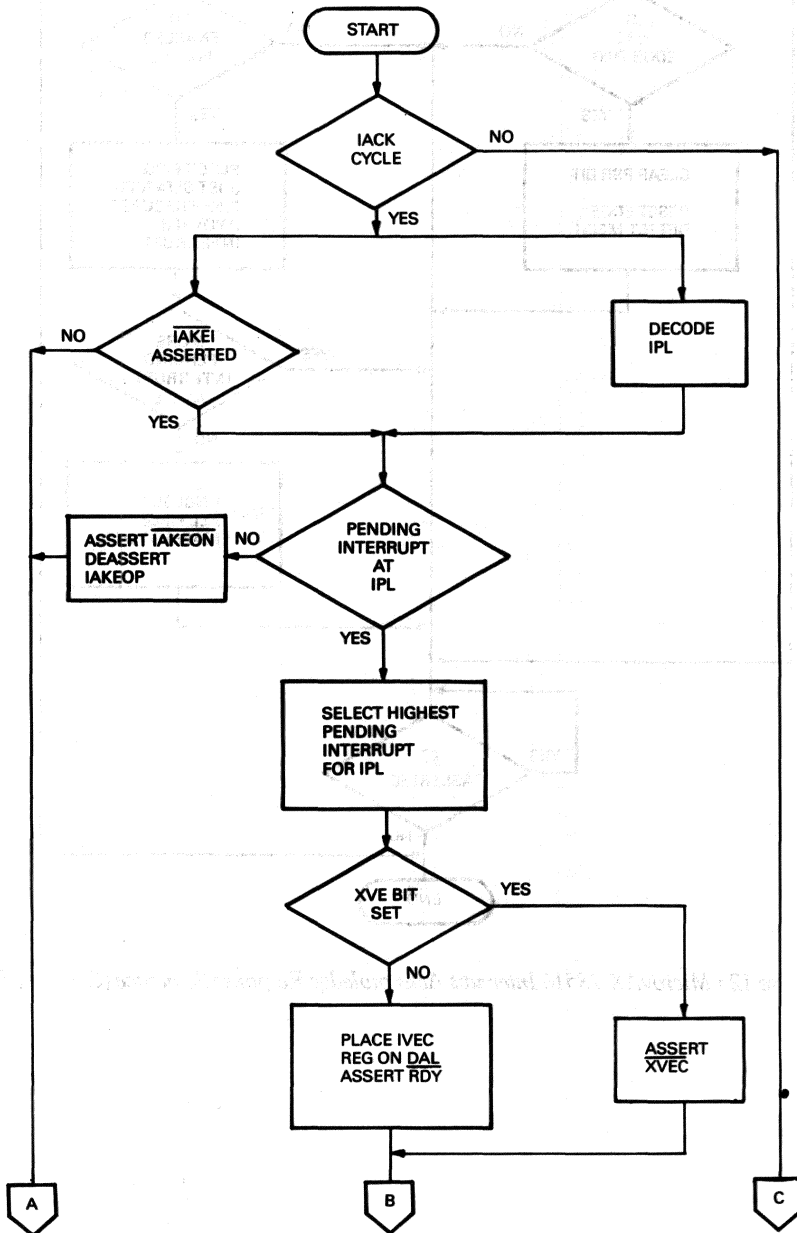 START
IACK
CYCLE
NO
YES
IAKEI
ASSERTED
NO
YES
DECODE
IPL
PENDING
INTERRUPT
AT
IPL
NO
YES
ASSERT IAKEON
DEASSERT
IAKEOP
SELECT HIGHEST
PENDING
INTERRUPT
FOR IPL
XVE BIT
SET
YES
NO
PLACE IVEC
REG ON DAL
ASSERT RDY
ASSERT
XVEC
A
B
C